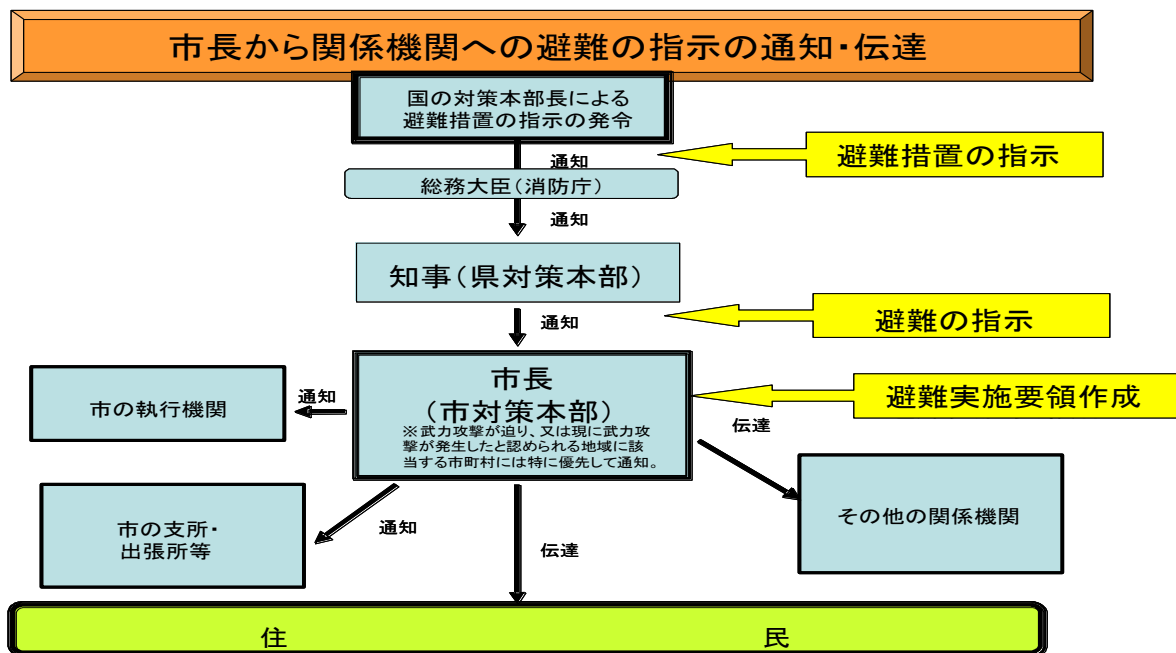 市長から関係機関への避難の指示の通知・伝達
国の対策本部長による
避難措置の指示の発令
通知
避難措置の指示
総務大臣(消防庁)
通知
知事(県対策本部)
通知
避難の指示
市長
(市対策本部)
※武力攻撃が迫り、又は現に武力攻
撃が発生したと認められる地域に該
当する市町村には特に優先して通知。
避難実施要領作成
通知
市の執行機関
伝達
その他の関係機関
通知
市の支所・
出張所等
伝達
住 民